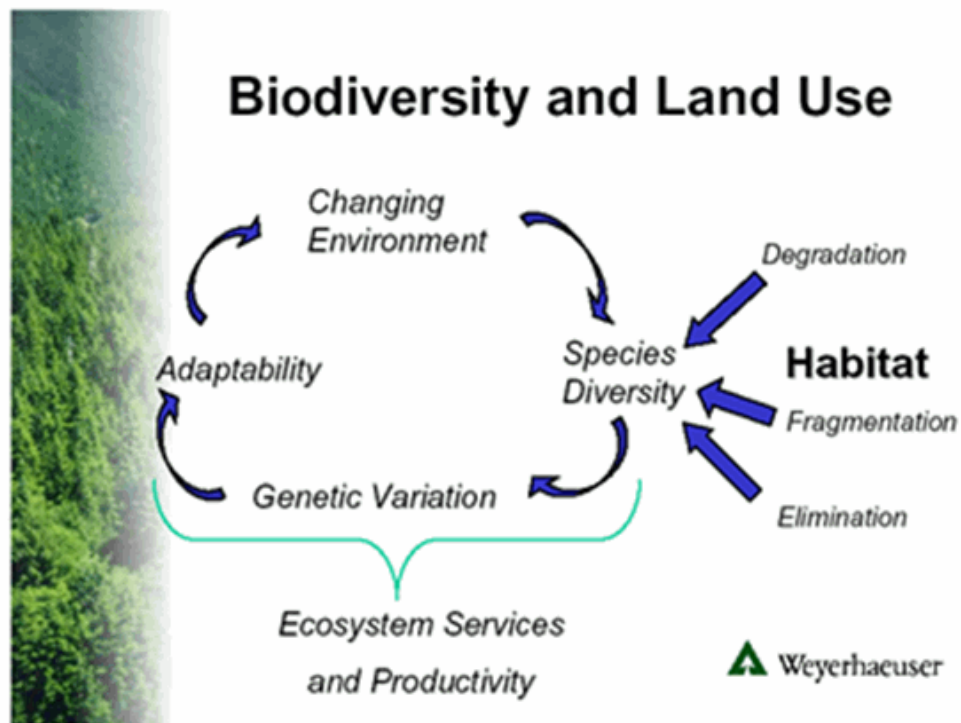 Biodiversity and Land Use
Changing
Environment
Degradation
Species
Diversity
Habitat
Adaptability
Fragmentation
Genetic Variation
Elimination
Ecosystem Services
and Productivity
Weyerhaeuser